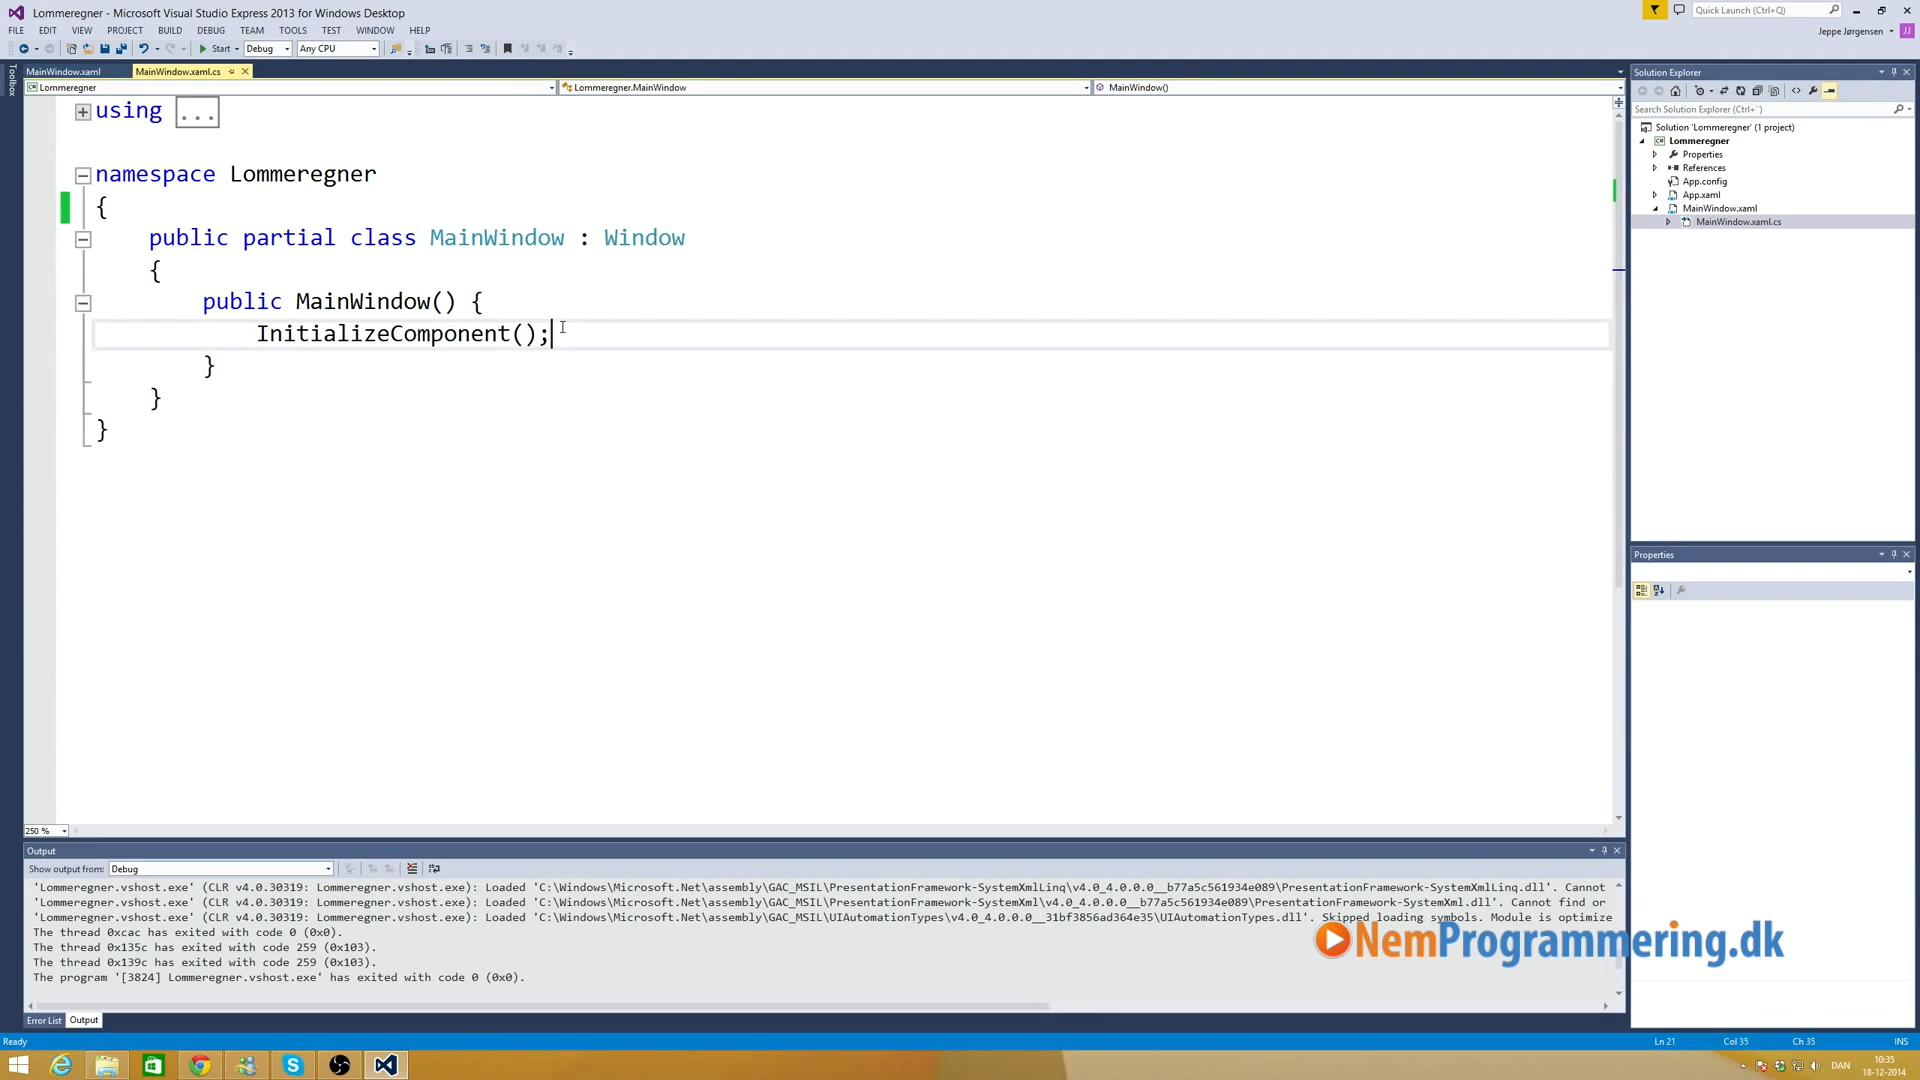 Lommeregner - Microsoft Visual Studio Express 2013 for Windows Desktop
Quick Launch (Ctrl+Q)
FILE EDIT VIEW PROJECT BUILD DEBUG TEAM TOOLS TEST WINDOW HELP
Jeppe Jørgensen
JJ
Start Debug Any CPU
Toolbox
MainWindow.xaml MainWindow.xaml.cs
Lommeregner Lommeregner.MainWindow MainWindow()
using ...
namespace Lommeregner
{
public partial class MainWindow : Window
{
public MainWindow() {
InitializeComponent();
}
}
}
250 %
Solution Explorer
Search Solution Explorer (Ctrl+¨)
Solution 'Lommeregner' (1 project)
Lommeregner
Properties
References
App.config
App.xaml
MainWindow.xaml
MainWindow.xaml.cs
Properties
Output
Show output from: Debug
'Lommeregner.vshost.exe' (CLR v4.0.30319: Lommeregner.vshost.exe): Loaded 'C:\Windows\Microsoft.Net\assembly\GAC_MSIL\PresentationFramework-SystemXmlLinq\v4.0_4.0.0.0__b77a5c561934e089\PresentationFramework-SystemXmlLinq.dll'. Cannot
'Lommeregner.vshost.exe' (CLR v4.0.30319: Lommeregner.vshost.exe): Loaded 'C:\Windows\Microsoft.Net\assembly\GAC_MSIL\PresentationFramework-SystemXml\v4.0_4.0.0.0__b77a5c561934e089\PresentationFramework-SystemXml.dll'. Cannot find or
'Lommeregner.vshost.exe' (CLR v4.0.30319: Lommeregner.vshost.exe): Loaded 'C:\Windows\Microsoft.Net\assembly\GAC_MSIL\UIAutomationTypes\v4.0_4.0.0.0__31bf3856ad364e35\UIAutomationTypes.dll'. Skipped loading symbols. Module is optimize
The thread 0xcac has exited with code 0 (0x0).
The thread 0x135c has exited with code 259 (0x103).
The thread 0x139c has exited with code 259 (0x103).
The program '[3824] Lommeregner.vshost.exe' has exited with code 0 (0x0).
NemProgrammering.dk
Error List Output
Ready
Ln 21 Col 35 Ch 35 INS
DAN
10:35
18-12-2014